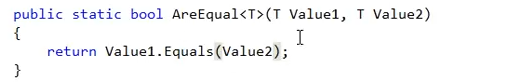 public static bool AreEqual<T>(T Value1, T Value2)
{
    return Value1.Equals(Value2);
}